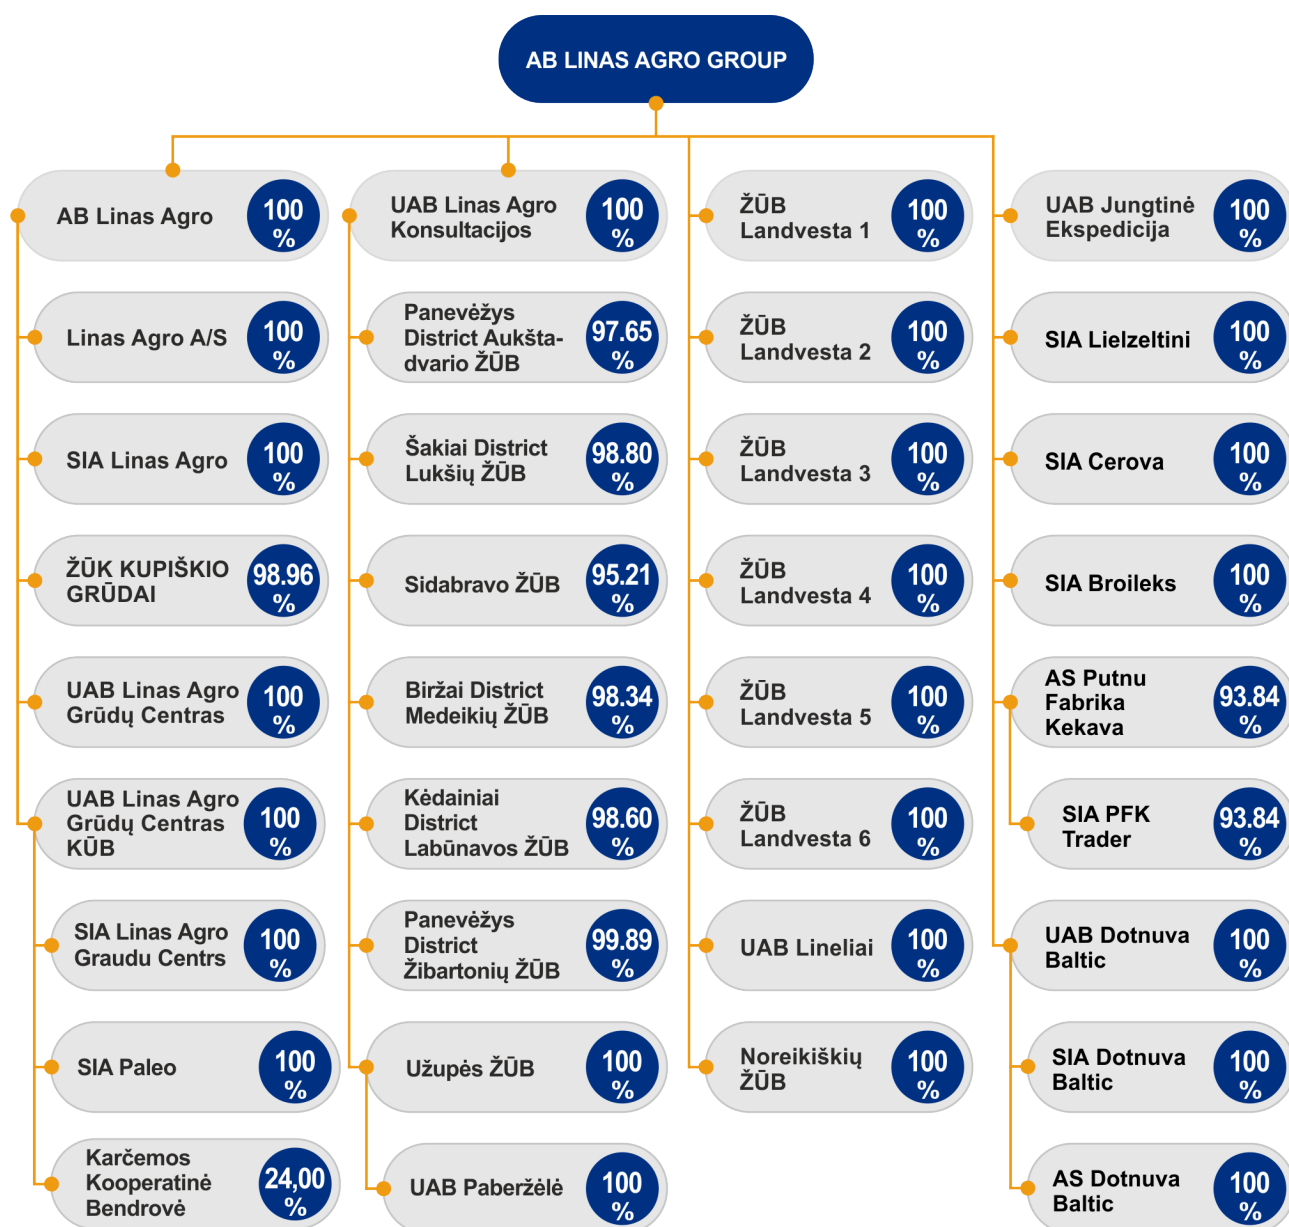 AB LINAS AGRO GROUP
AB Linas Agro
100
%
Linas Agro A/S
100
%
SIA Linas Agro
100
%
ŽŪK KUPIŠKIO
GRŪDAI
98.96
%
UAB Linas Agro
Grūdų Centras
100
%
UAB Linas Agro
Grūdų Centras
KŪB
100
%
SIA Linas Agro
Graudu Centrs
100
%
SIA Paleo
100
%
Karčemos
Kooperatinė
Bendrovė
24,00
%
UAB Linas Agro
Konsultacijos
100
%
Panevėžys
District Aukšta-
dvario ŽŪB
97.65
%
Šakiai District
Lukšių ŽŪB
98.80
%
Sidabravo ŽŪB
95.21
%
Biržai District
Medeikių ŽŪB
98.34
%
Kėdainiai
District
Labūnavos ŽŪB
98.60
%
Panevėžys
District
Žibartonių ŽŪB
99.89
%
Užupės ŽŪB
100
%
UAB Paberžėlė
100
%
ŽŪB
Landvesta 1
100
%
ŽŪB
Landvesta 2
100
%
ŽŪB
Landvesta 3
100
%
ŽŪB
Landvesta 4
100
%
ŽŪB
Landvesta 5
100
%
ŽŪB
Landvesta 6
100
%
UAB Lineliai
100
%
Noreikiškių
ŽŪB
100
%
UAB Jungtinė
Ekspedicija
100
%
SIA Lielzeltini
100
%
SIA Cerova
100
%
SIA Broileks
100
%
AS Putnu
Fabrika
Kekava
93.84
%
SIA PFK
Trader
93.84
%
UAB Dotnuva
Baltic
100
%
SIA Dotnuva
Baltic
100
%
AS Dotnuva
Baltic
100
%